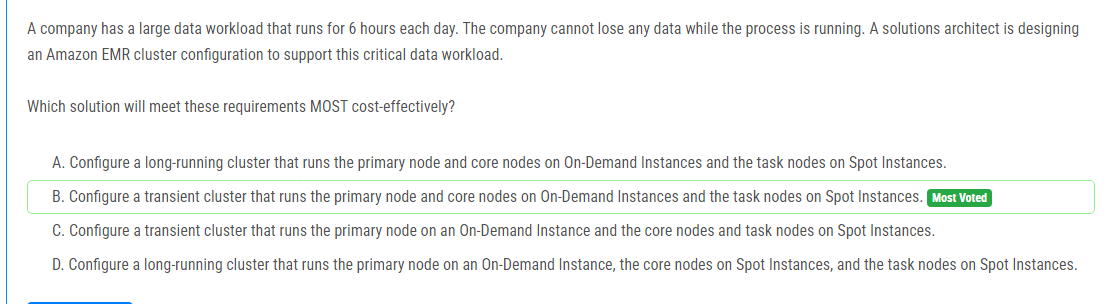 A company has a large data workload that runs for 6 hours each day. The company cannot lose any data while the process is running. A solutions architect is designing
an Amazon EMR cluster configuration to support this critical data workload.
Which solution will meet these requirements MOST cost-effectively?
A. Configure a long-running cluster that runs the primary node and core nodes on On-Demand Instances and the task nodes on Spot Instances.
B. Configure a transient cluster that runs the primary node and core nodes on On-Demand Instances and the task nodes on Spot Instances. Most Voted
C. Configure a transient cluster that runs the primary node on an On-Demand Instance and the core nodes and task nodes on Spot Instances.
D. Configure a long-running cluster that runs the primary node on an On-Demand Instance, the core nodes on Spot Instances, and the task nodes on Spot Instances.